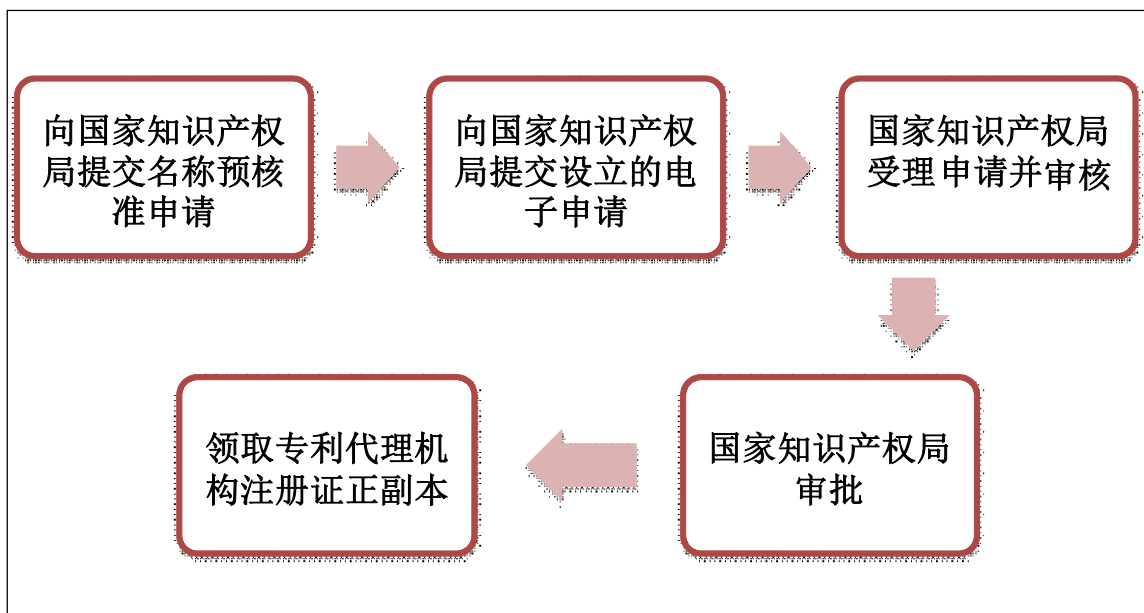 向国家知识产权
局提交名称预核
准申请
向国家知识产权
局提交设立的电
子申请
国家知识产权局
受理申请并审核
国家知识产权局
审批
领取专利代理机
构注册证正副本